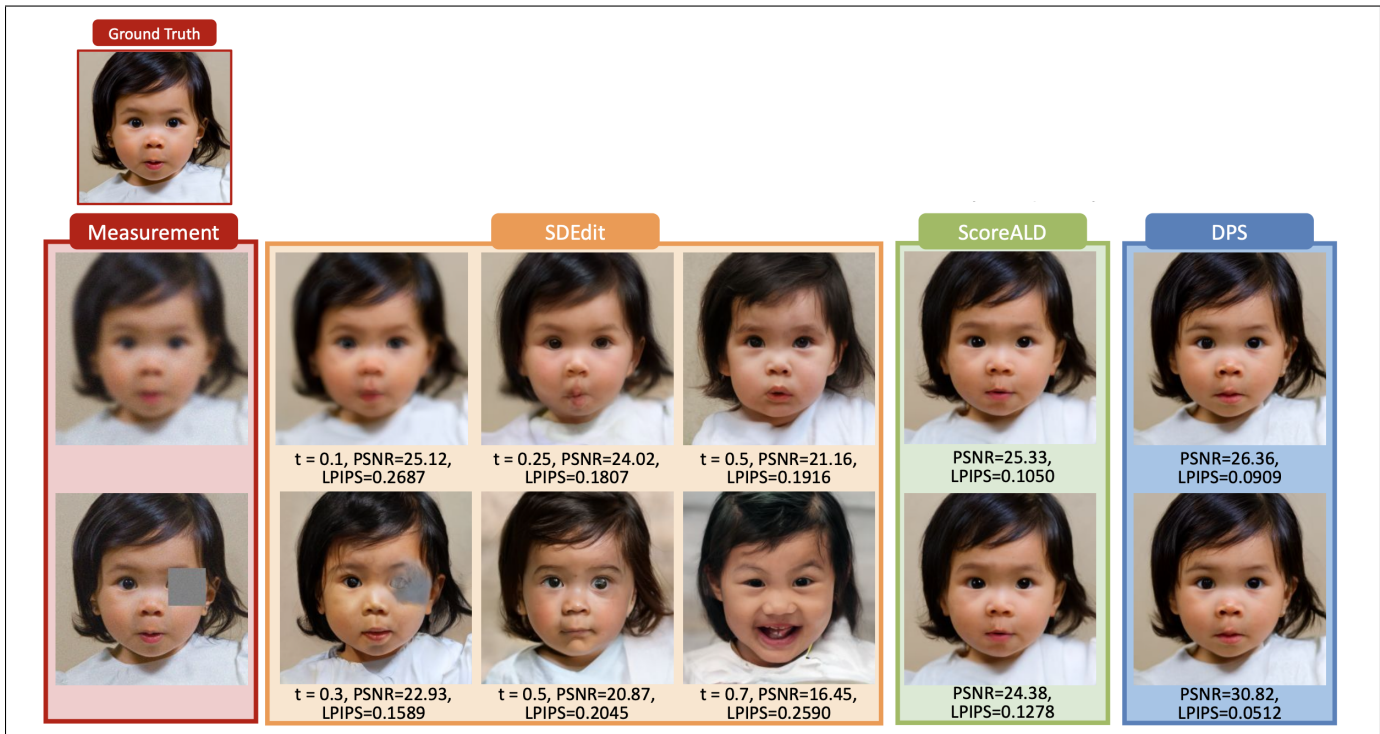 Ground Truth
Measurement
SDEdit
ScoreALD
DPS
t = 0.1, PSNR=25.12,
LPIPS=0.2687
t = 0.25, PSNR=24.02,
LPIPS=0.1807
t = 0.5, PSNR=21.16,
LPIPS=0.1916
PSNR=25.33,
LPIPS=0.1050
PSNR=26.36,
LPIPS=0.0909
t = 0.3, PSNR=22.93,
LPIPS=0.1589
t = 0.5, PSNR=20.87,
LPIPS=0.2045
t = 0.7, PSNR=16.45,
LPIPS=0.2590
PSNR=24.38,
LPIPS=0.1278
PSNR=30.82,
LPIPS=0.0512